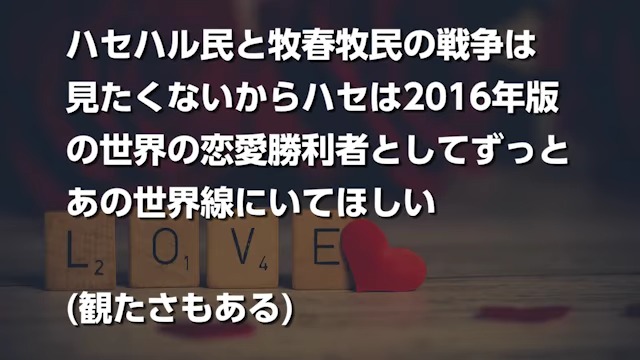 ハセハル民と牧春牧民の戦争は
見たくないからハセは2016年版
の世界の恋愛勝利者としてずっと
あの世界線にいてほしい
L2 O1 V4 E1
(観たさもある)